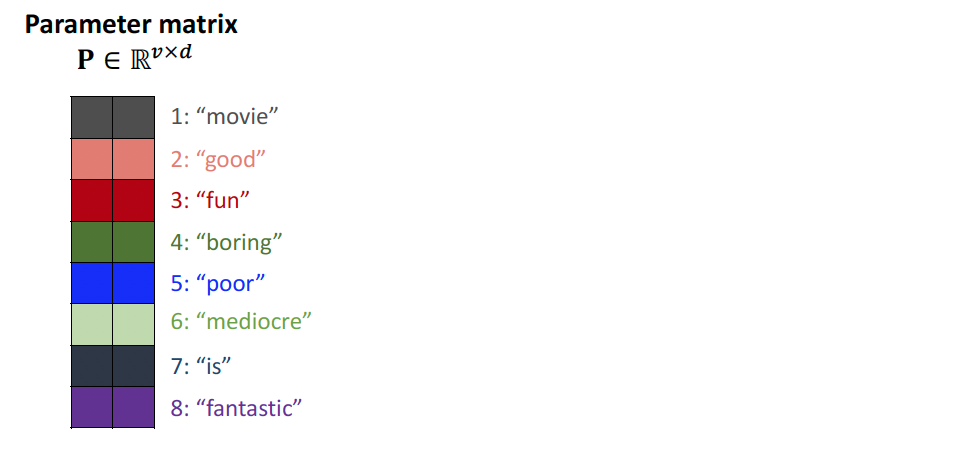 Parameter matrix
𝐏 ∈ ℝ^{v×d}
1: “movie”
2: “good”
3: “fun”
4: “boring”
5: “poor”
6: “mediocre”
7: “is”
8: “fantastic”